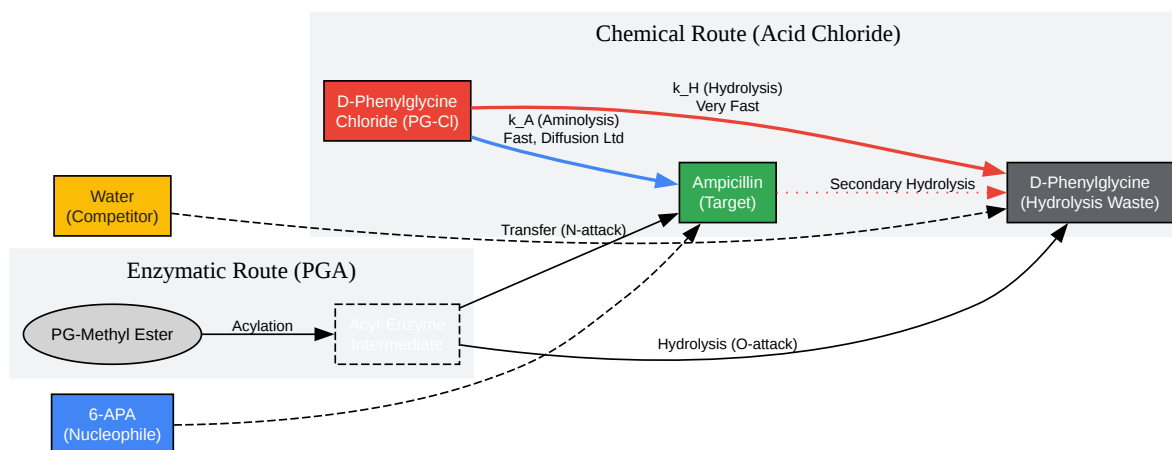 Chemical Route (Acid Chloride)
D-Phenylglycine
Chloride (PG-Cl)
k_H (Hydrolysis)
Very Fast
k_A (Aminolysis)
Fast, Diffusion Ltd
Water
(Competitor)
Ampicillin
(Target)
Secondary Hydrolysis
D-Phenylglycine
(Hydrolysis Waste)
Transfer (N-attack)
Enzymatic Route (PGA)
PG-Methyl Ester
Acylation
Acyl-Enzyme
Intermediate
Hydrolysis (O-attack)
6-APA
(Nucleophile)